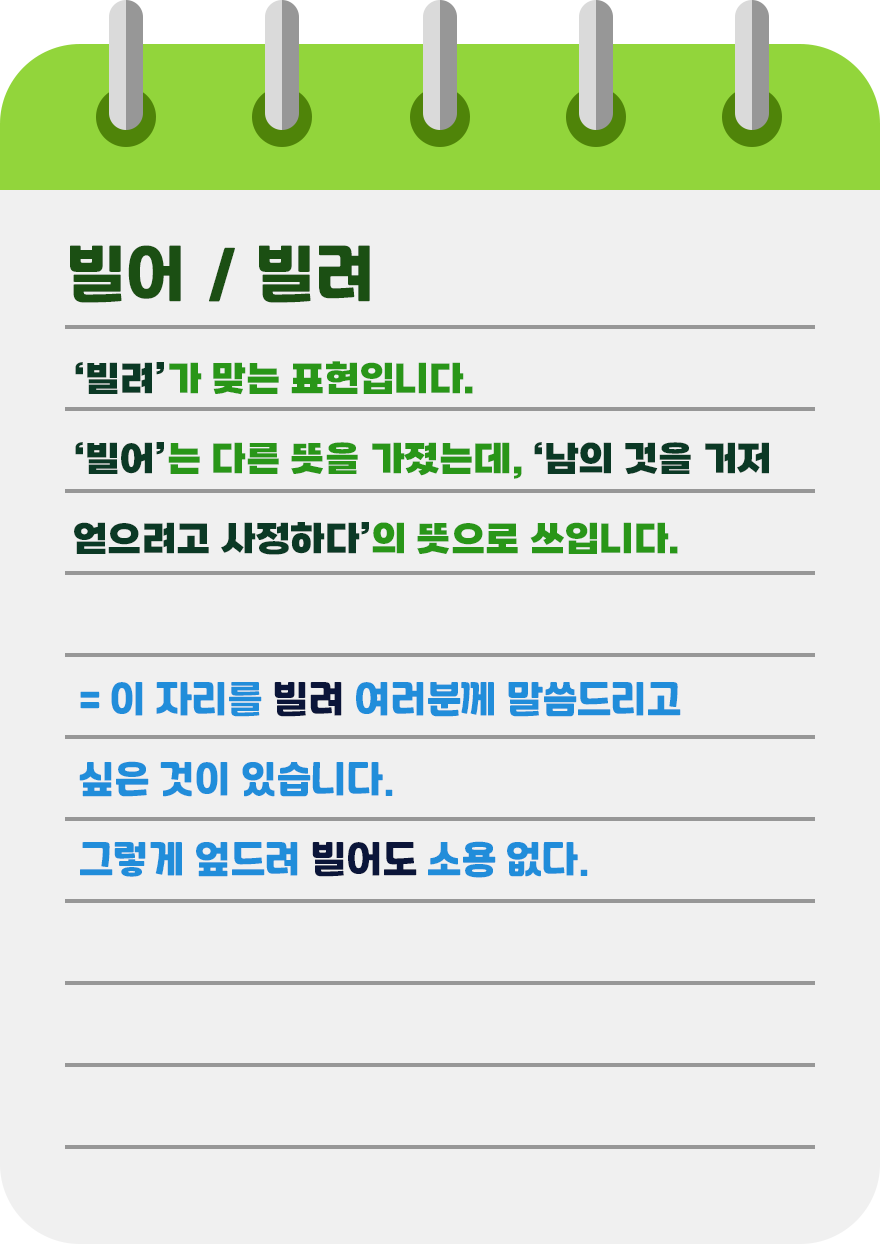 빌어 / 빌려
‘빌려’가 맞는 표현입니다.
‘빌어’는 다른 뜻을 가졌는데, ‘남의 것을 거저
얻으려고 사정하다’의 뜻으로 쓰입니다.
= 이 자리를 빌려 여러분께 말씀드리고
싶은 것이 있습니다.
그렇게 엎드려 빌어도 소용 없다.